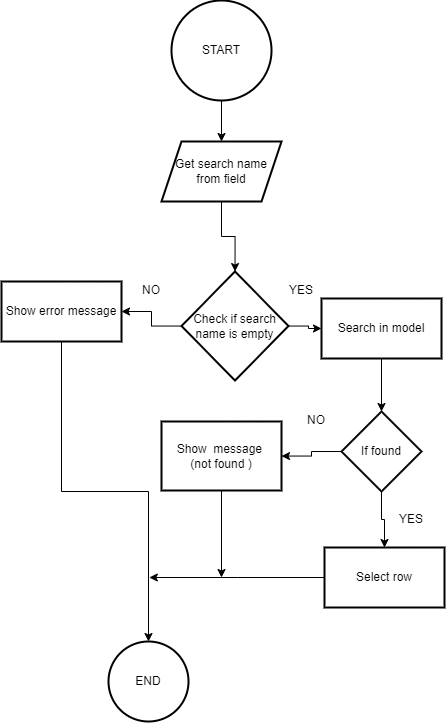 START
Get search name
from field
NO
YES
Show error message
Check if search
name is empty
Search in model
NO
Show  message
(not found )
If found
YES
Select row
END